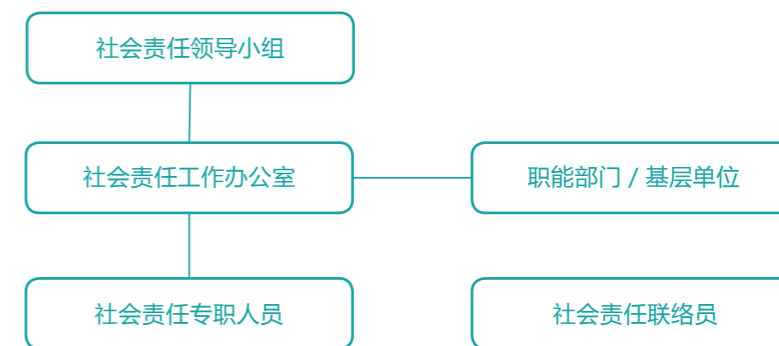 社会责任领导小组
社会责任工作办公室
职能部门 / 基层单位
社会责任专职人员
社会责任联络员